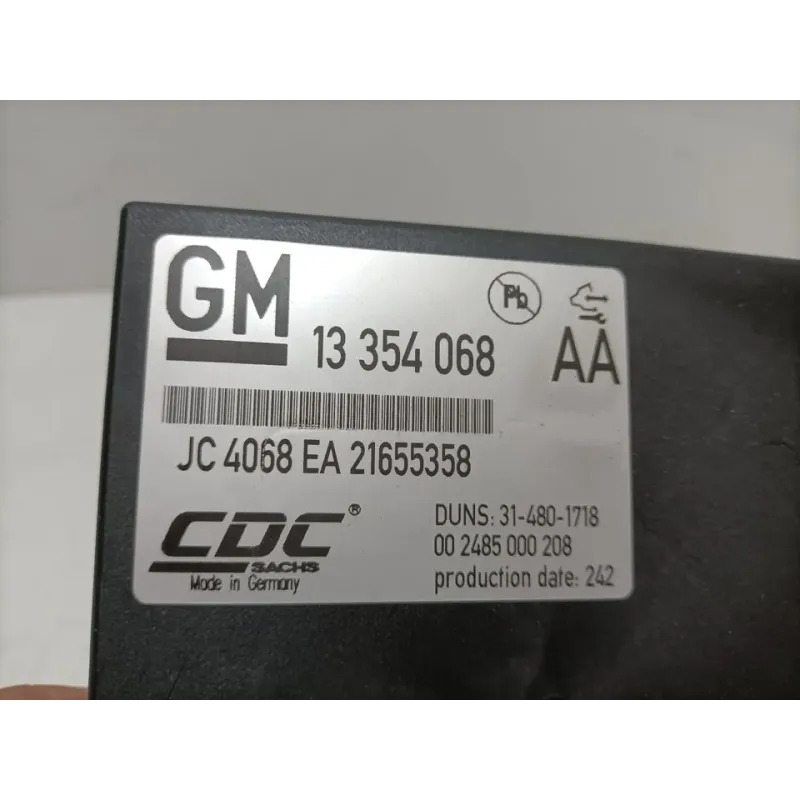 GM
Pb
13 354 068
AA
JC 4068 EA 21655358
CDC®
SACHS
Made in Germany
DUNS: 31-480-1718
00 2485 000 208
production date: 242